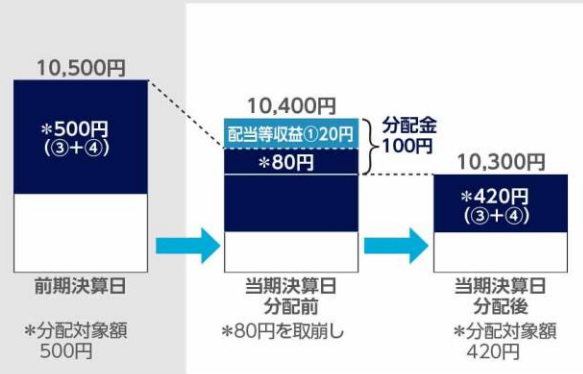 10,500円
*500円
(③+④)
前期決算日
*分配対象額
500円
10,400円
配当等収益①20円
*80円
分配金
100円
当期決算日
分配前
*80円を取崩し
10,300円
*420円
(③+④)
当期決算日
分配後
*分配対象額
420円